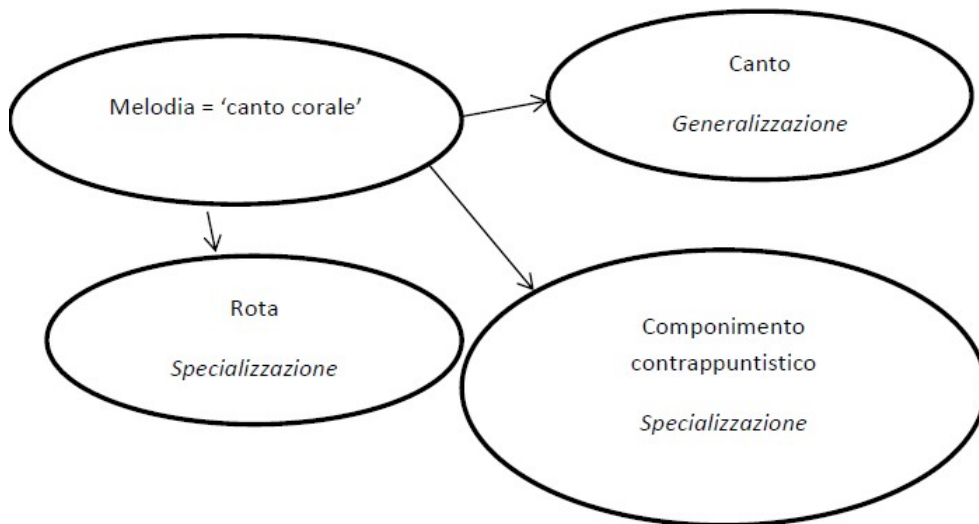 Melodia = ‘canto corale’
Canto
Generalizzazione
Rota
Specializzazione
Componimento
contrappuntistico
Specializzazione